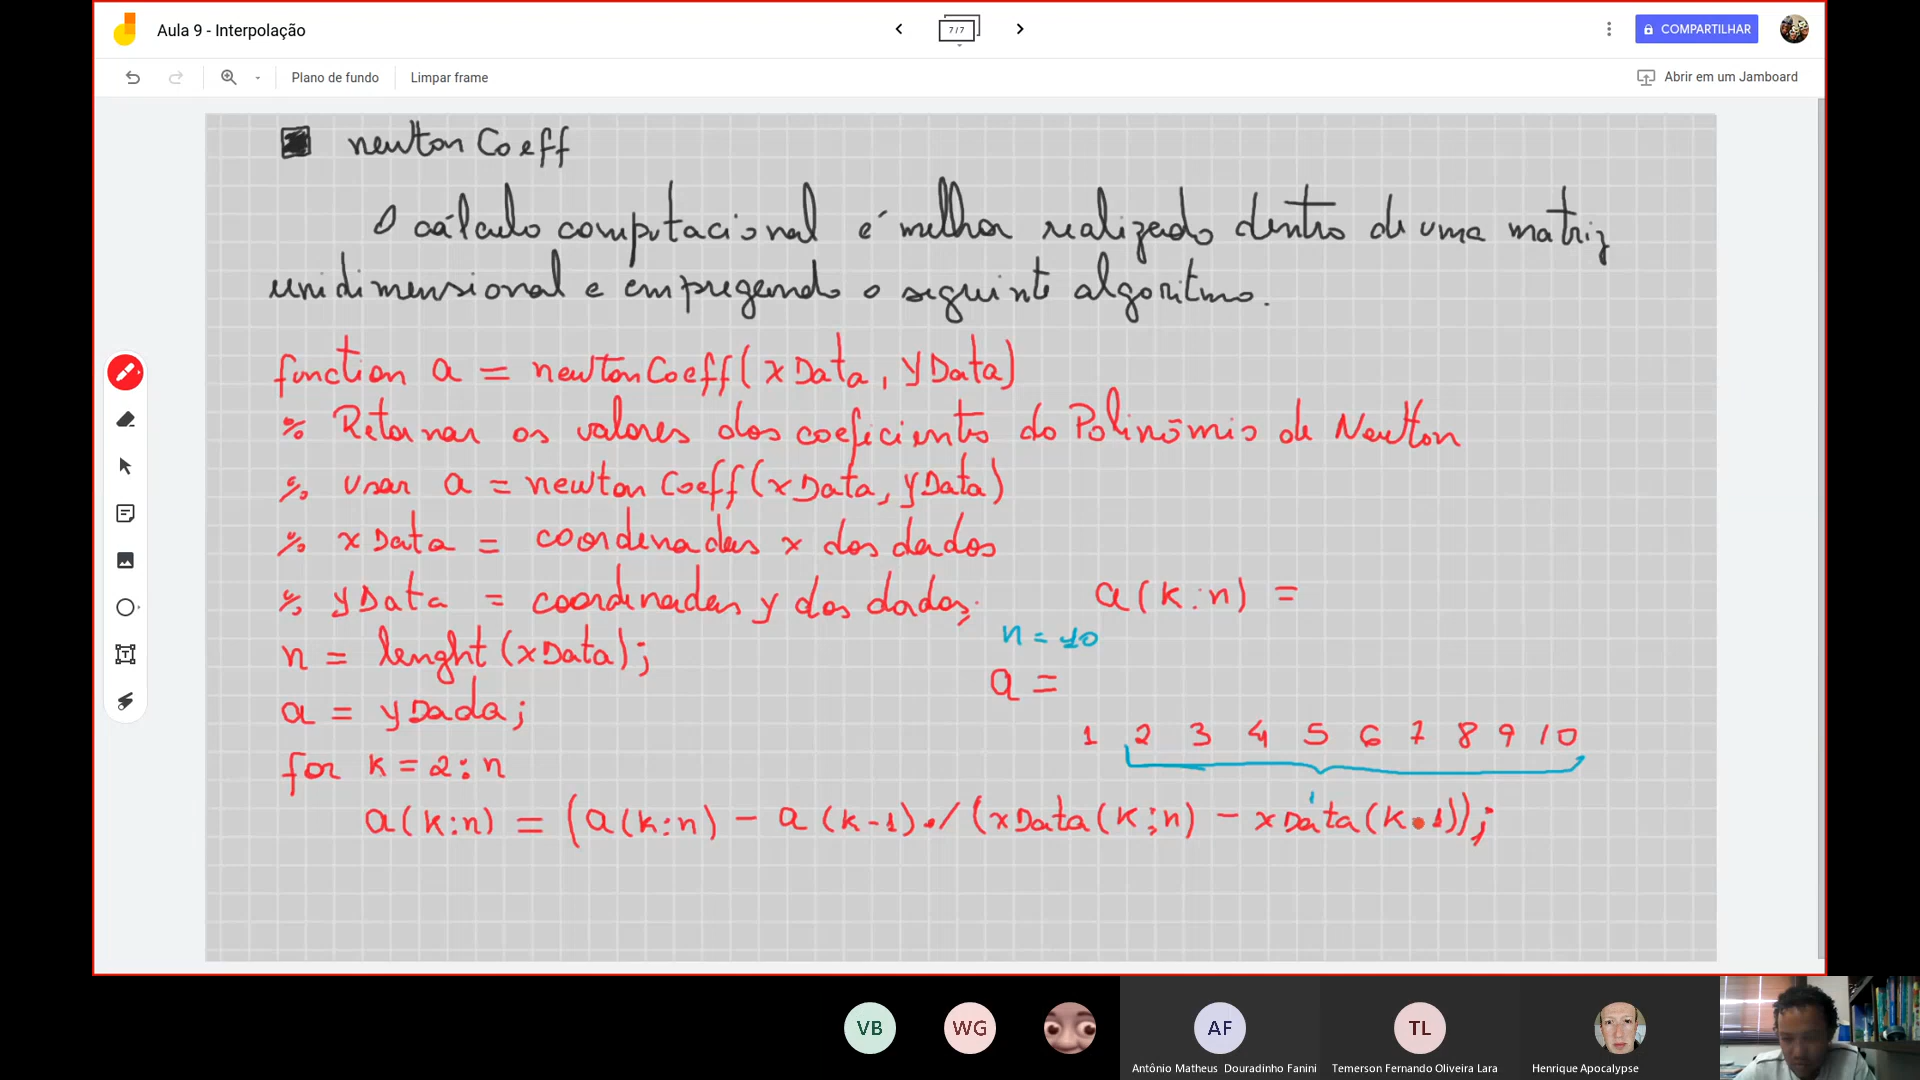 Aula 9 - Interpolação
7/7
COMPARTILHAR
Plano de fundo
Limpar frame
Abrir em um Jamboard
newton Coeff
O cálculo computacional é melhor realizado dentro de uma matriz
unidimensional e empregando o seguinte algoritmo.
function a = newtonCoeff(xData, yData)
% Retornar os valores dos coeficientes do Polinômio de Newton
% usar a = newton Coeff(xData, yData)
% xData = coordenadas x dos dados
% yData = coordenadas y dos dados;
a(k:n) =
n = 10
n = lenght(xData);
a =
a = yDada;
1 2 3 4 5 6 7 8 9 10
for k = 2:n
a(k:n) = (a(k:n) - a(k-1)./(xData(k:n) - xData(k-1));
VB
WG
AF
TL
Antônio Matheus Douradinho Fanini
Temerson Fernando Oliveira Lara
Henrique Apocalypse